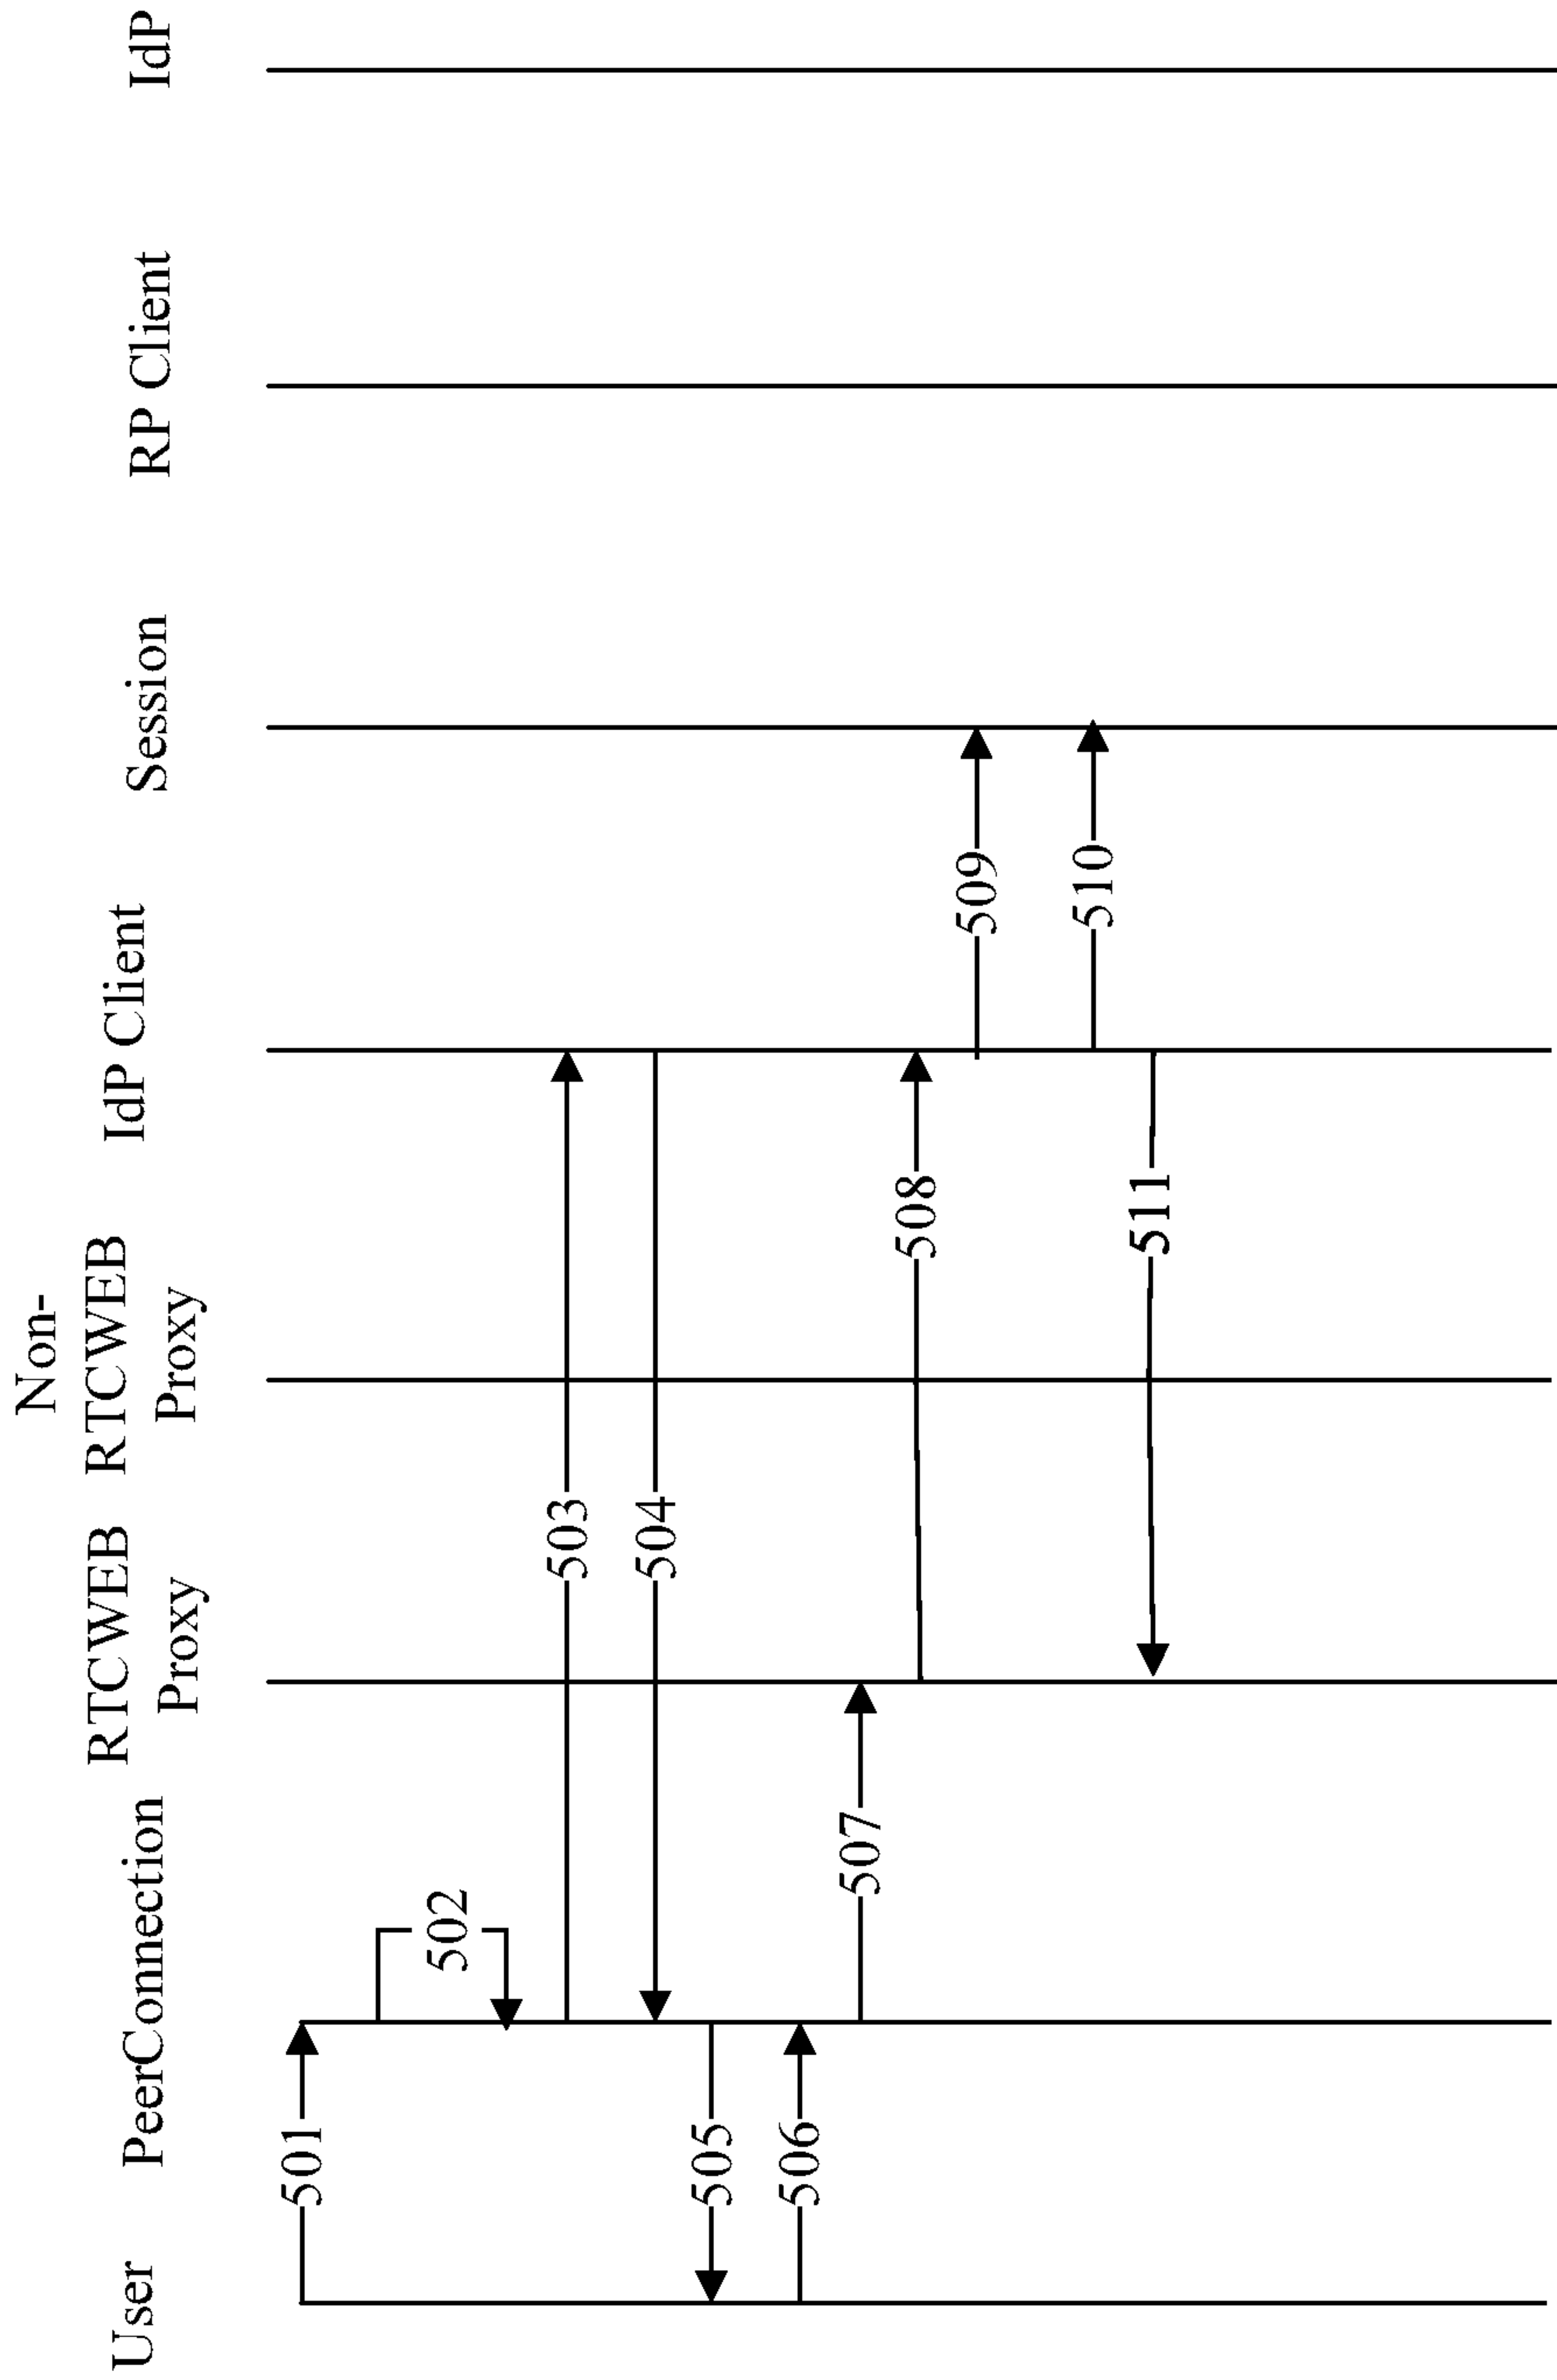 User
PeerConnection
RTCWEB
Proxy
Non-
RTCWEB
Proxy
IdP Client
Session
RP Client
IdP
501
502
503
504
505
506
507
508
509
510
511